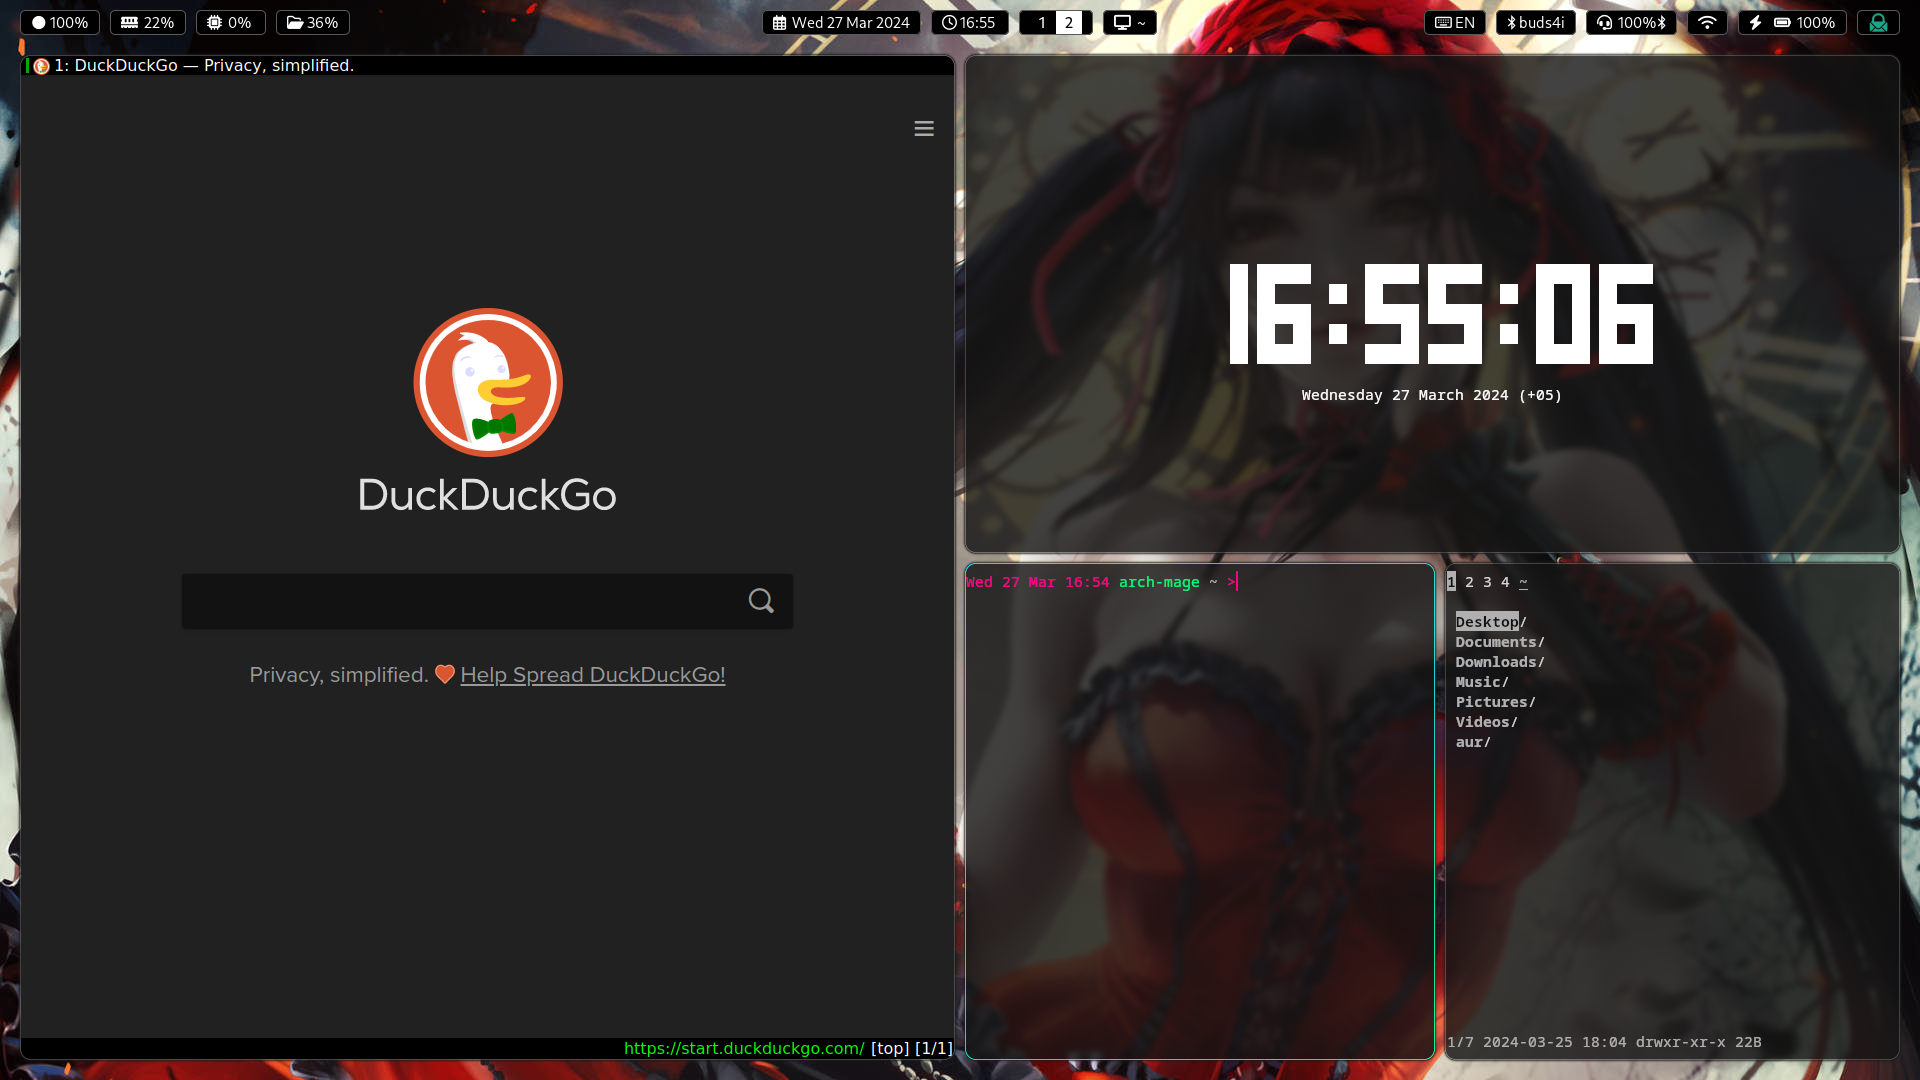 100% 22% 0% 36% Wed 27 Mar 2024 16:55 1 2 ~ EN buds4i 100% 100%
1: DuckDuckGo — Privacy, simplified.
DuckDuckGo
Privacy, simplified. Help Spread DuckDuckGo!
https://start.duckduckgo.com/ [top] [1/1]
16:55:06
Wednesday 27 March 2024 (+05)
Wed 27 Mar 16:54 arch-mage ~ >
1 2 3 4 ~
Desktop/
Documents/
Downloads/
Music/
Pictures/
Videos/
aur/
1/7 2024-03-25 18:04 drwxr-xr-x 22B